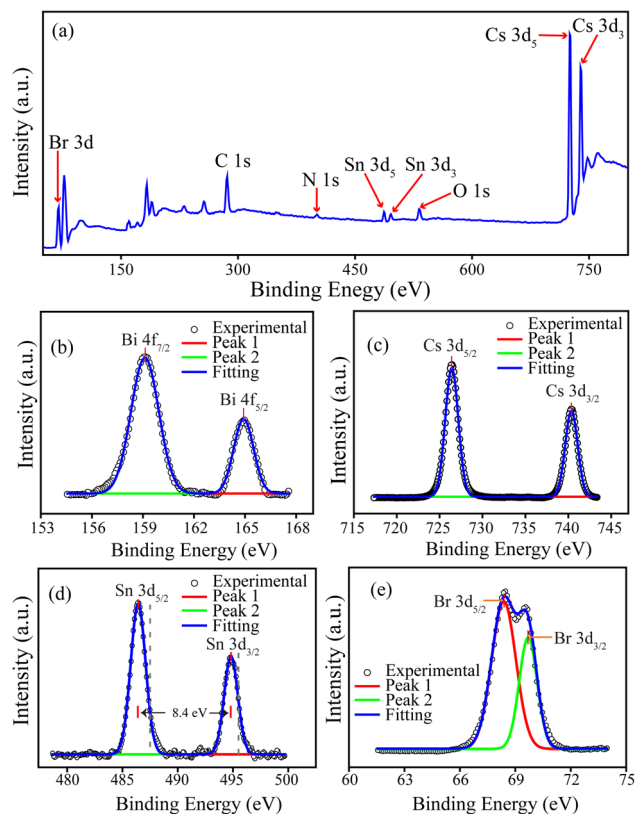 (a)
Intensity (a.u.)
Br 3d
C 1s
N 1s
Sn 3d₅
Sn 3d₃
O 1s
Cs 3d₅
Cs 3d₃
150 300 450 600 750
Binding Enegy (eV)
(b)
Intensity (a.u.)
Bi 4f₇/₂
Bi 4f₅/₂
Experimental
Peak 1
Peak 2
Fitting
153 156 159 162 165 168
Binding Energy (eV)
(c)
Intensity (a.u.)
Cs 3d₅/₂
Cs 3d₃/₂
Experimental
Peak 1
Peak 2
Fitting
715 720 725 730 735 740 745
Binding Energy (eV)
(d)
Intensity (a.u.)
Sn 3d₅/₂
Sn 3d₃/₂
Experimental
Peak 1
Peak 2
Fitting
8.4 eV
480 485 490 495 500
Binding Energy (eV)
(e)
Intensity (a.u.)
Br 3d₅/₂
Br 3d₃/₂
Experimental
Peak 1
Peak 2
Fitting
60 63 66 69 72 75
Binding Energy (eV)